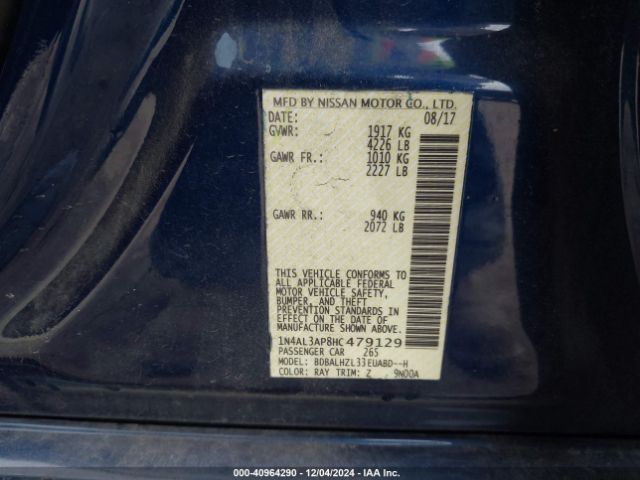 MFD BY NISSAN MOTOR CO., LTD.
DATE: 08/17
GVWR: 1917 KG
4226 LB
GAWR FR.: 1010 KG
2227 LB
GAWR RR.: 940 KG
2072 LB
THIS VEHICLE CONFORMS TO
ALL APPLICABLE FEDERAL
MOTOR VEHICLE SAFETY,
BUMPER, AND THEFT
PREVENTION STANDARDS IN
EFFECT ON THE DATE OF
MANUFACTURE SHOWN ABOVE.
1N4AL3AP8HC479129
PASSENGER CAR 265
MODEL: BDBALHZL33EUABD--H
COLOR: RAY TRIM: Z 9N00A
000-40964290 - 12/04/2024 - IAA Inc.